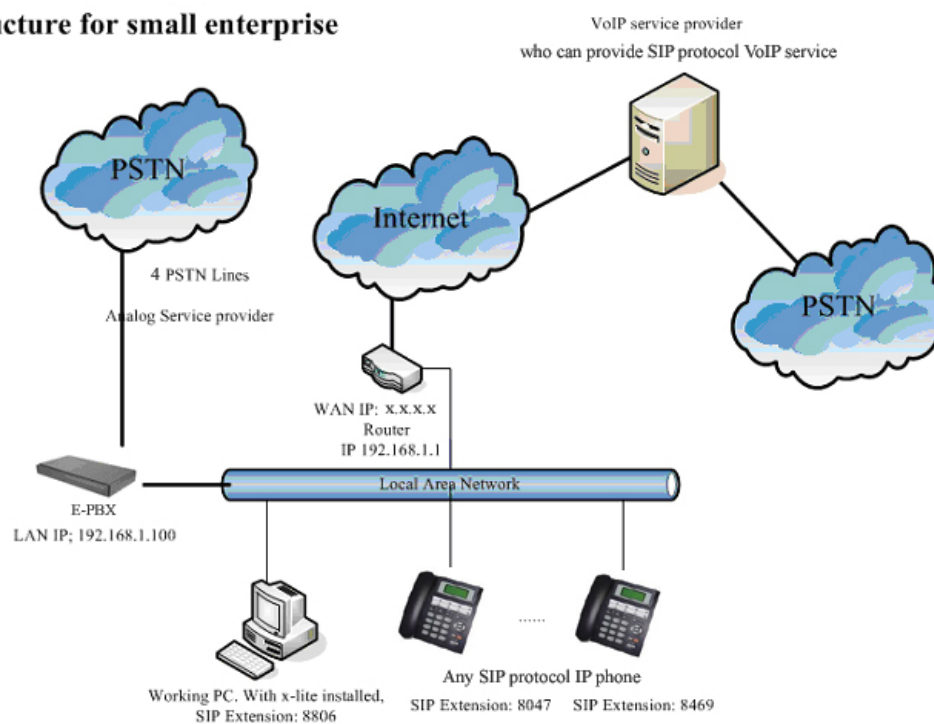 ucture for small enterprise
VoIP service provider
who can provide SIP protocol VoIP service
PSTN
Internet
PSTN
4 PSTN Lines
Analog Service provider
WAN IP: x.x.x.x
Router
IP 192.168.1.1
Local Area Network
E-PBX
LAN IP; 192.168.1.100
......
Working PC. With x-lite installed,
SIP Extension: 8806
Any SIP protocol IP phone
SIP Extension: 8047 SIP Extension: 8469